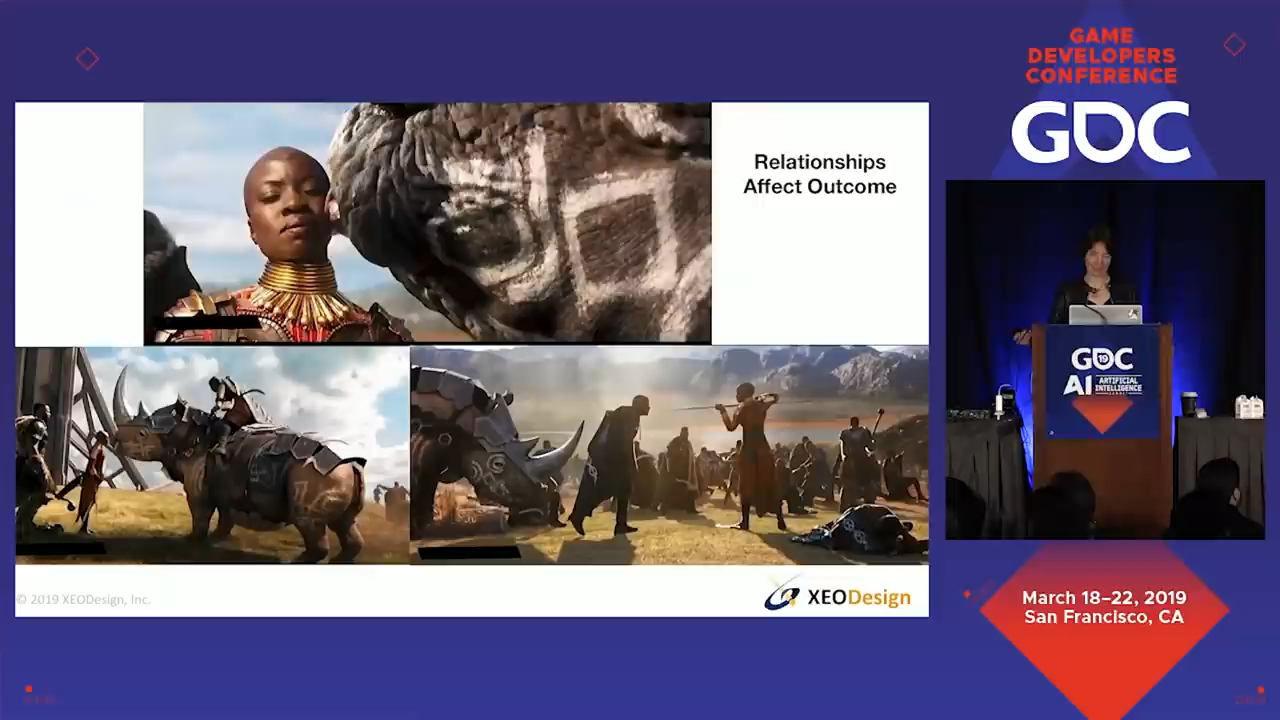 GAME
DEVELOPERS
CONFERENCE
GDC
Relationships
Affect Outcome
© 2019 XEODesign, Inc.
XEODesign
GDC
19
AI ARTIFICIAL
INTELLIGENCE
March 18–22, 2019
San Francisco, CA